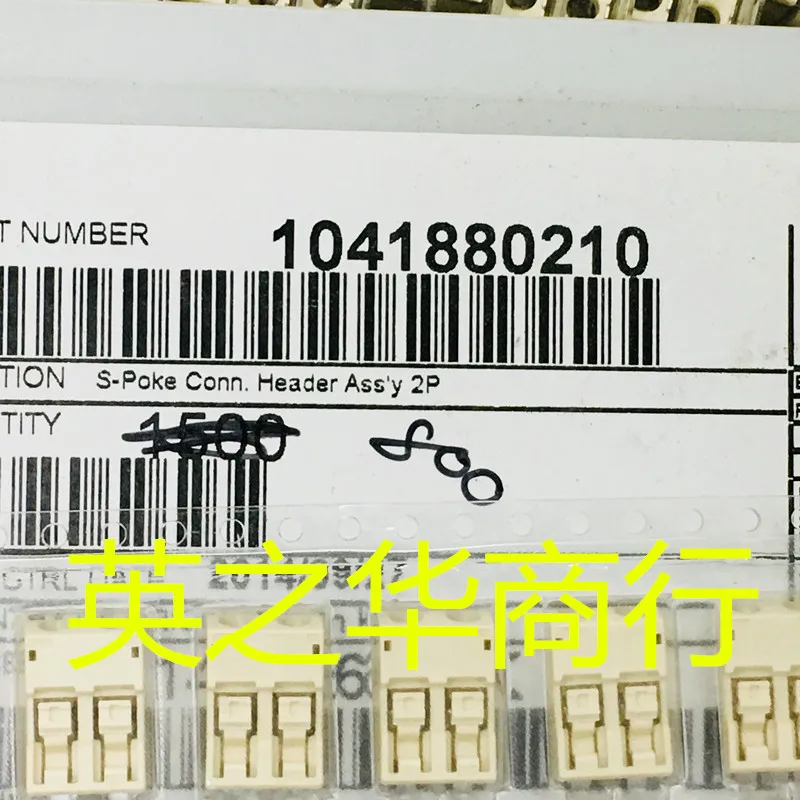 T NUMBER 1041880210
TION S-Poke Conn. Header Ass'y 2P
TITY 1500 800
英之华商行